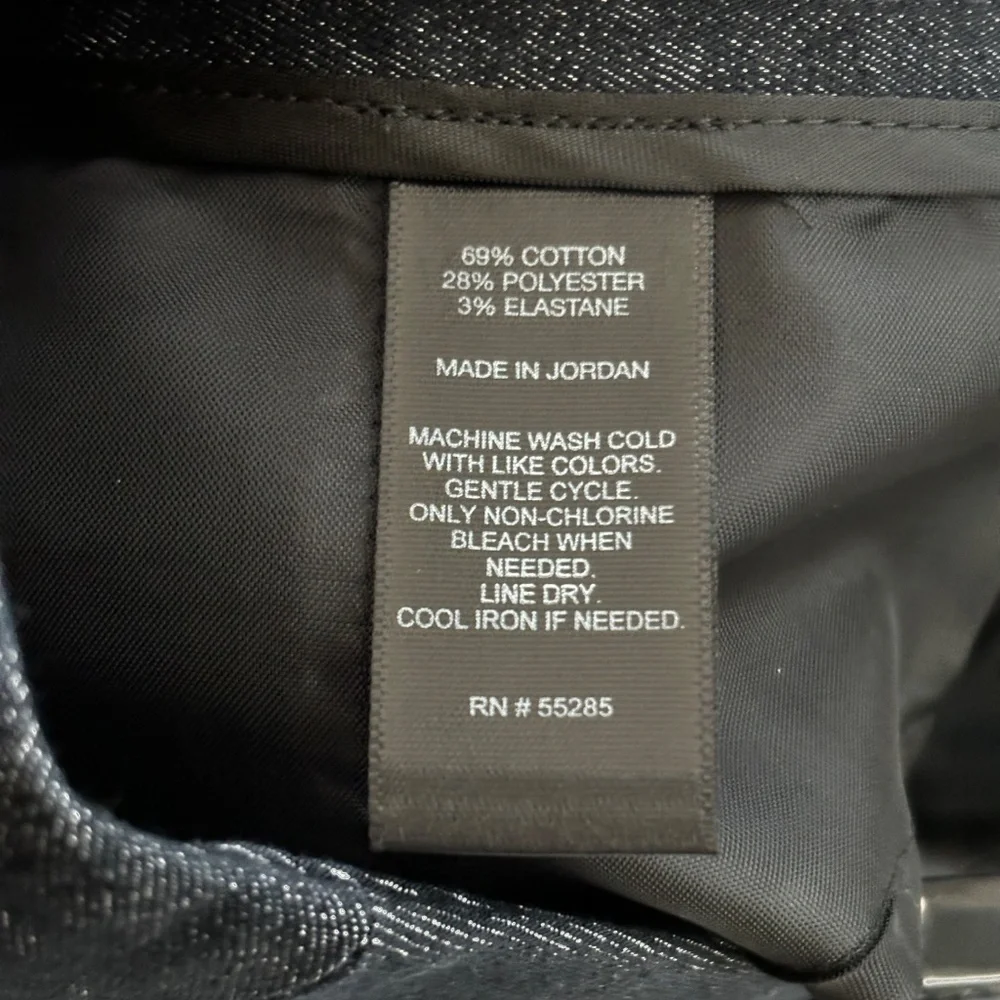 69% COTTON
28% POLYESTER
3% ELASTANE
MADE IN JORDAN
MACHINE WASH COLD
WITH LIKE COLORS.
GENTLE CYCLE.
ONLY NON-CHLORINE
BLEACH WHEN
NEEDED.
LINE DRY.
COOL IRON IF NEEDED.
RN # 55285